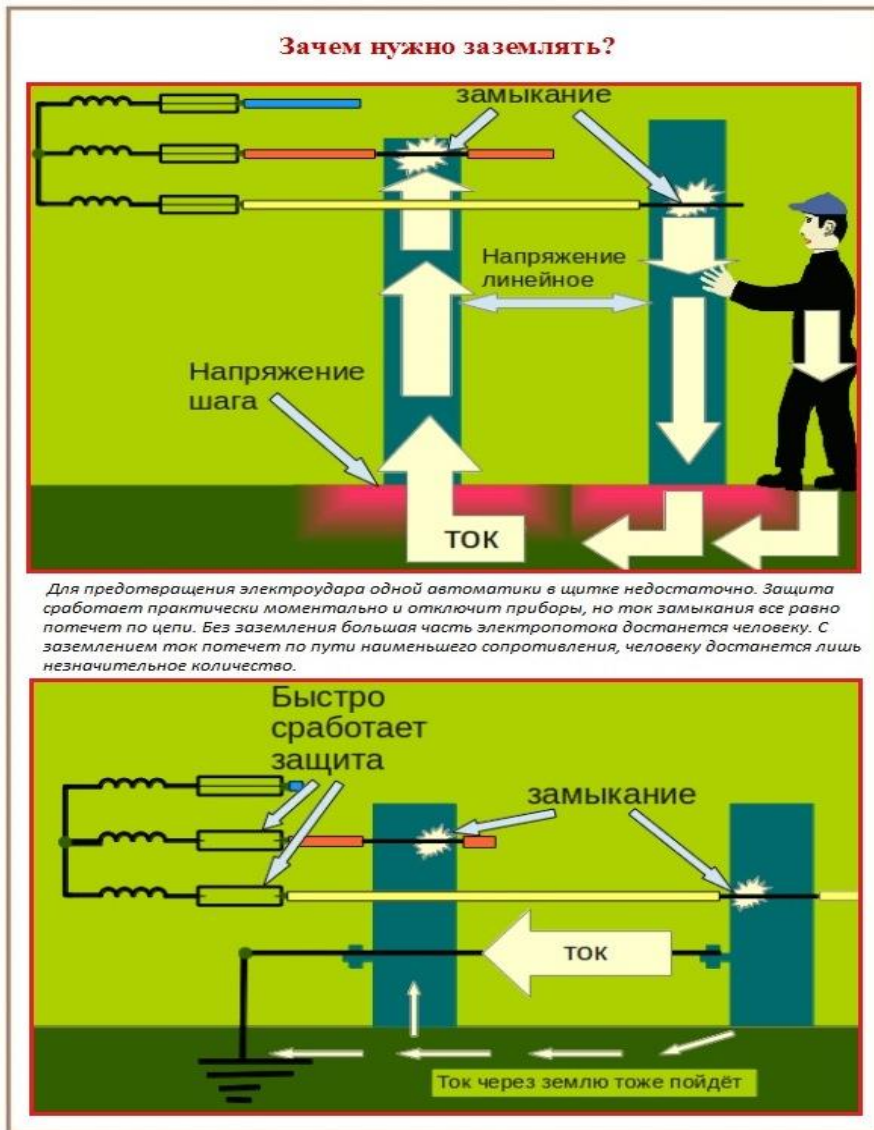 Зачем нужно заземлять?
замыкание
Напряжение
линейное
Напряжение
шага
ТОК
Для предотвращения электроудара одной автоматики в щитке недостаточно. Защита
сработает практически моментально и отключит приборы, но ток замыкания все равно
потечет по цепи. Без заземления большая часть электропотока достанется человеку. С
заземлением ток потечет по пути наименьшего сопротивления, человеку достанется лишь
незначительное количество.
Быстро
сработает
защита
замыкание
ТОК
Ток через землю тоже пойдёт